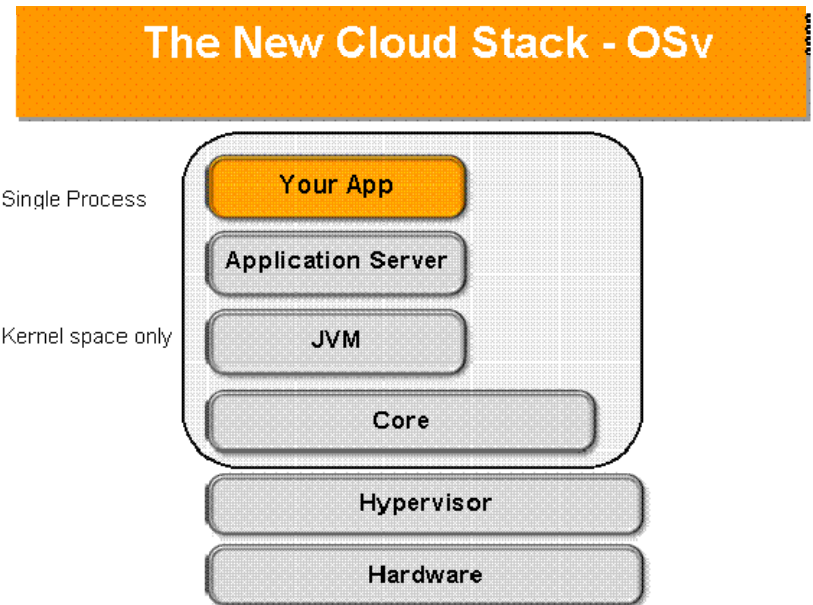 The New Cloud Stack - OSv
Single Process
Your App
Application Server
Kernel space only
JVM
Core
Hypervisor
Hardware